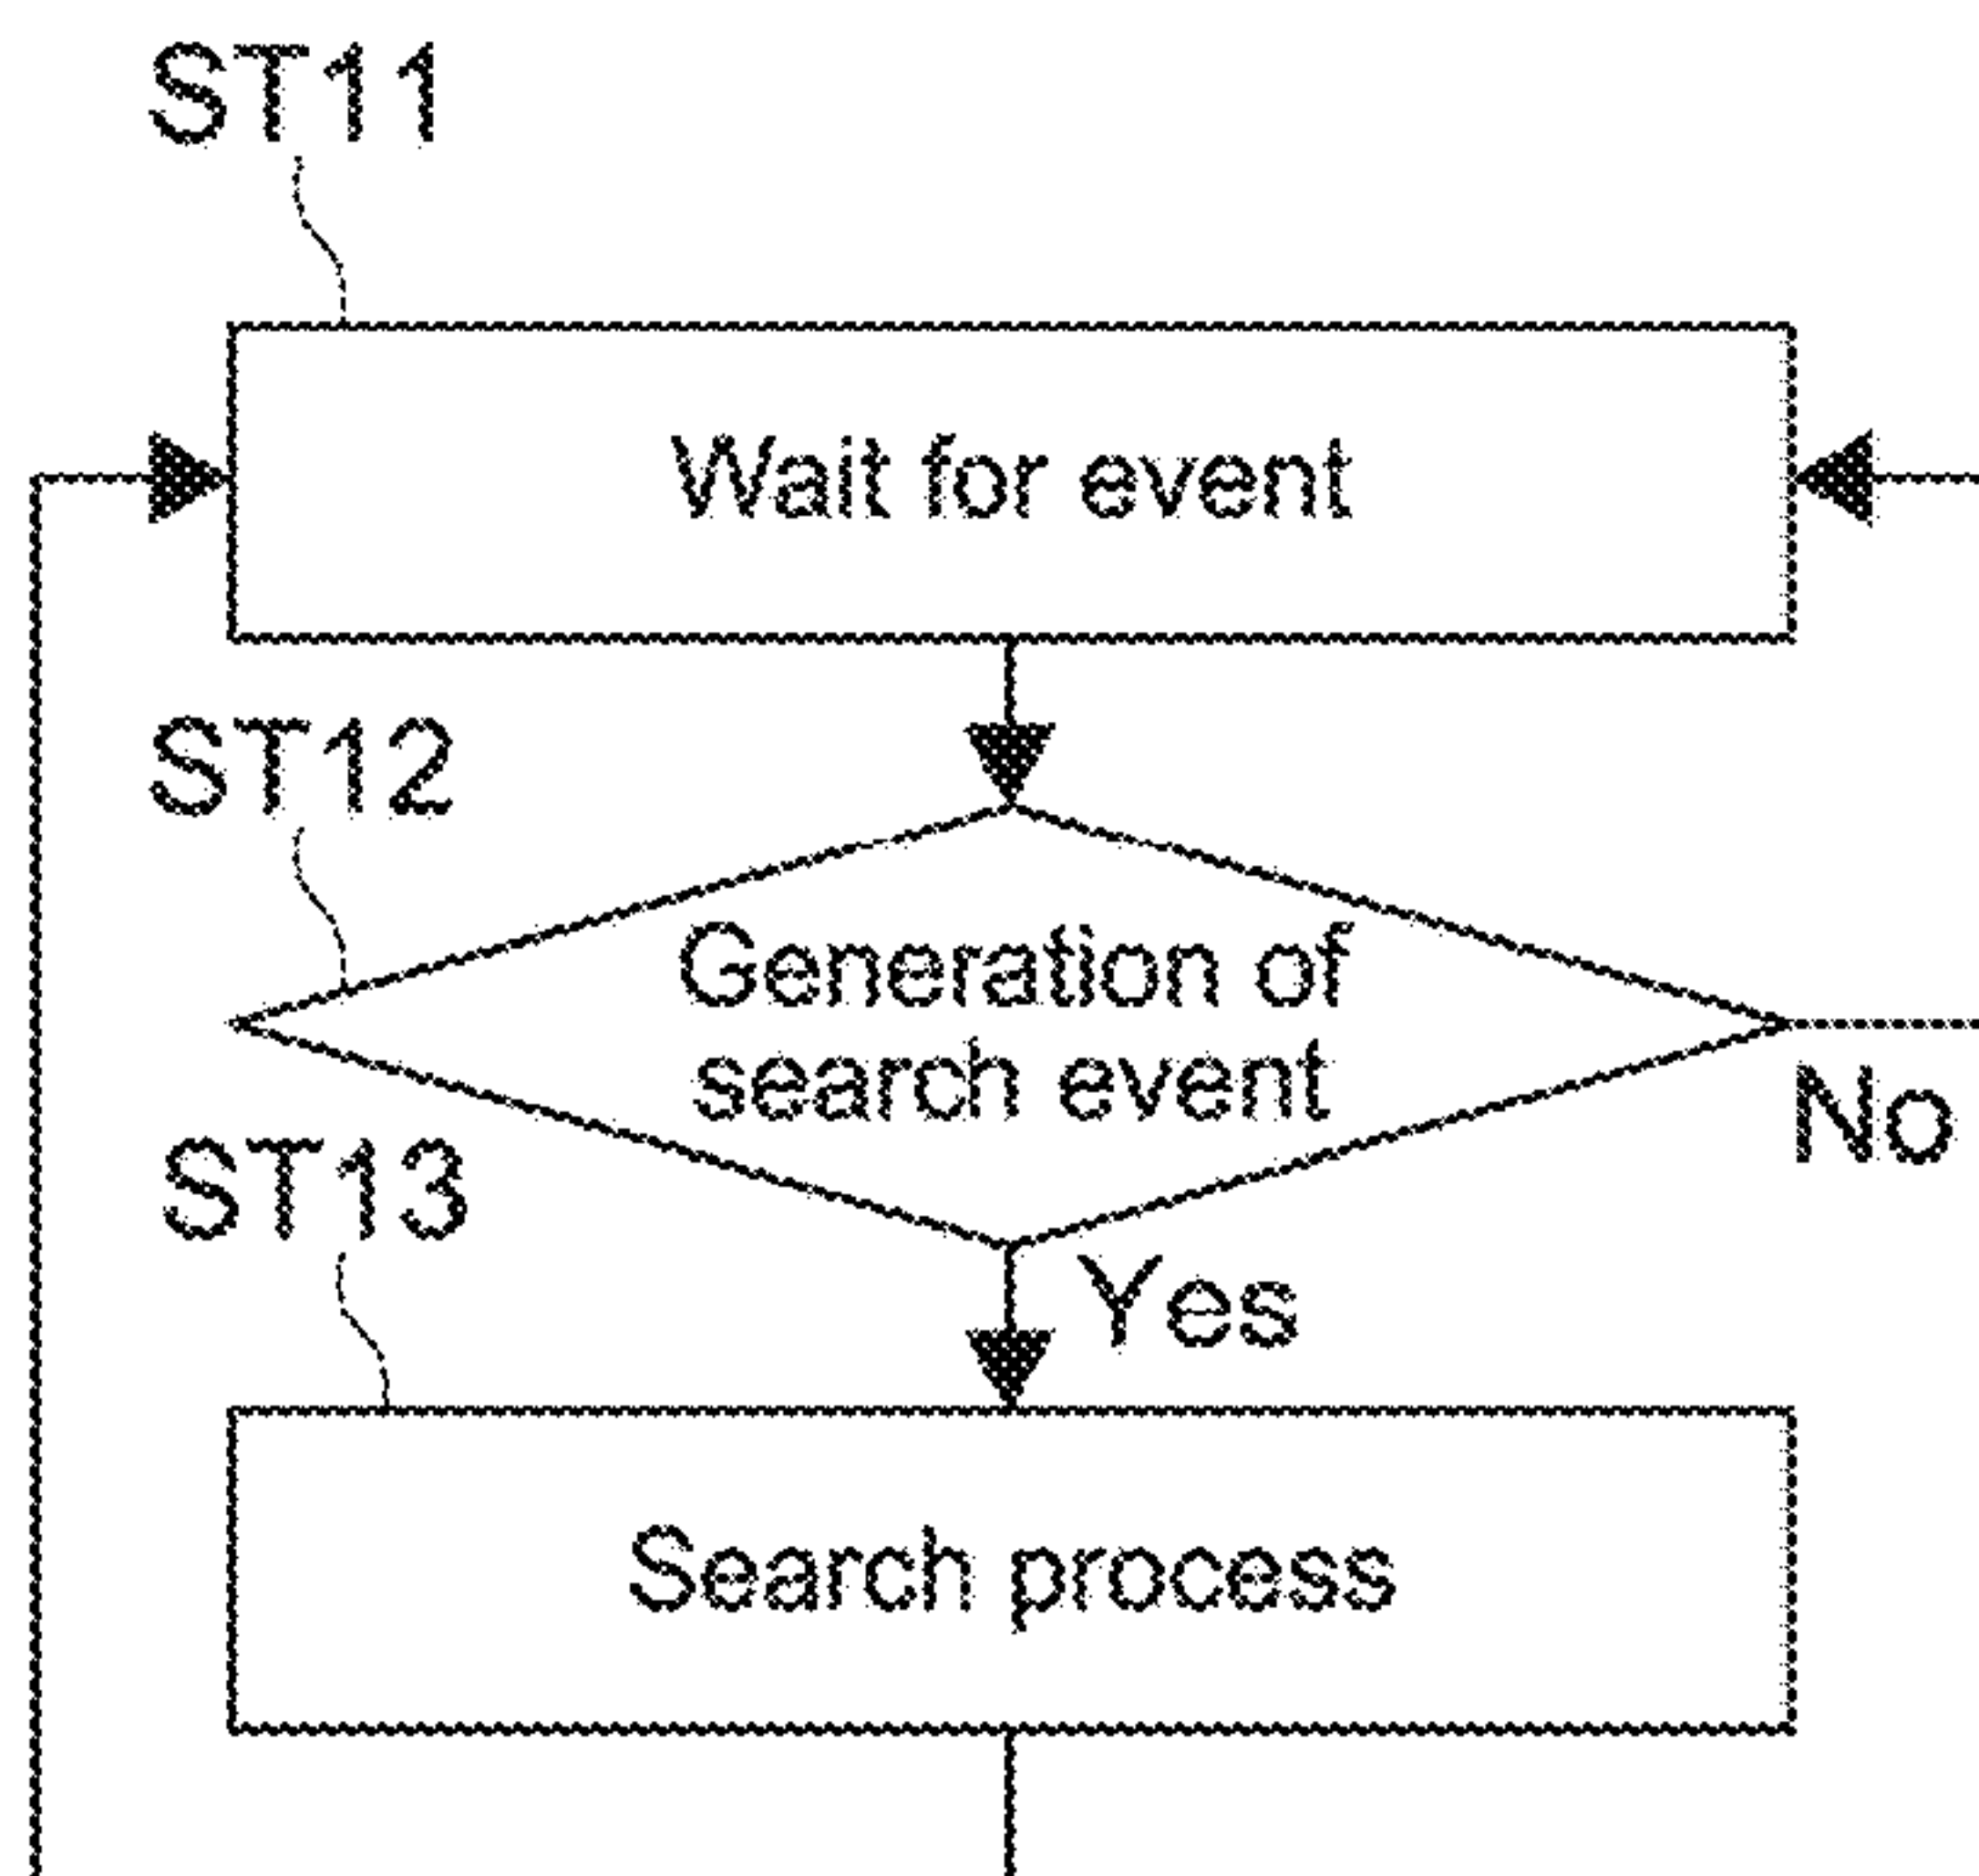 ST11
Wait for event
ST12
Generation of
search event
No
ST13
Yes
Search process